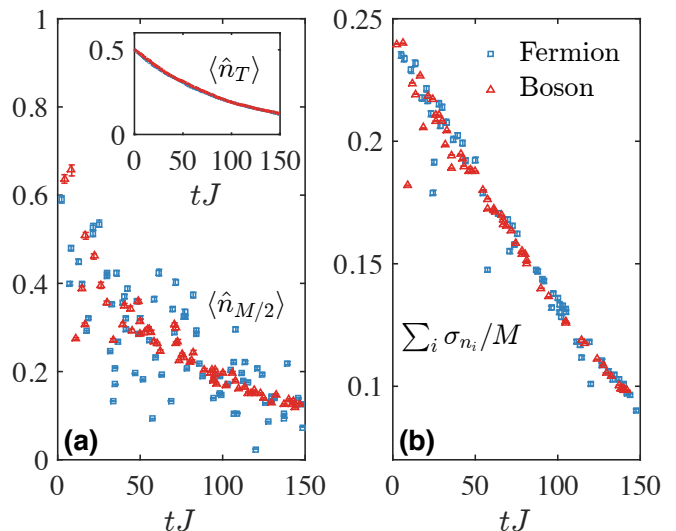 1
0.8
0.6
0.4
0.2
0
0 50 100 150
tJ
(a)
⟨n̂_{M/2}⟩
0.5
0
0 50 100 150
tJ
⟨n̂_T⟩
0.25
0.2
0.15
0.1
0 50 100 150
tJ
(b)
Fermion
Boson
∑_i σ_{n_i}/M